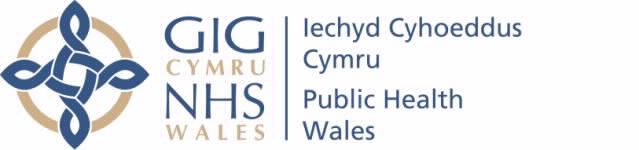 GIG
CYMRU
NHS
WALES
Iechyd Cyhoeddus
Cymru
Public Health
Wales